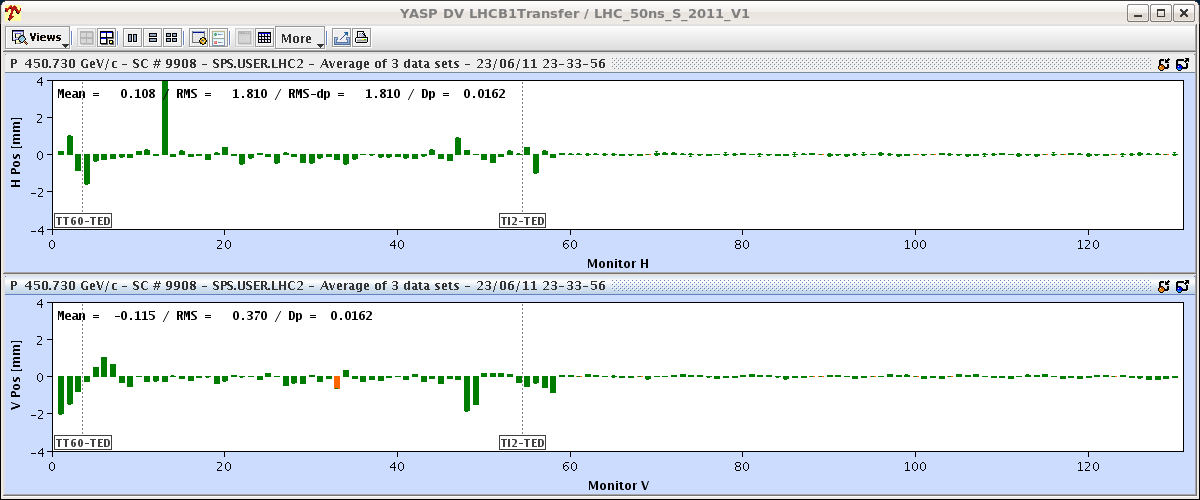 YASP DV LHCB1Transfer / LHC_50ns_S_2011_V1
Views More
P 450.730 GeV/c - SC # 9908 - SPS.USER.LHC2 - Average of 3 data sets - 23/06/11 23-33-56
Mean = 0.108 / RMS = 1.810 / RMS-dp = 1.810 / Dp = 0.0162
H Pos [mm]
4
2
0
-2
-4
TT60-TED TI2-TED
0 20 40 60 80 100 120
Monitor H
P 450.730 GeV/c - SC # 9908 - SPS.USER.LHC2 - Average of 3 data sets - 23/06/11 23-33-56
Mean = -0.115 / RMS = 0.370 / Dp = 0.0162
V Pos [mm]
4
2
0
-2
-4
TT60-TED TI2-TED
0 20 40 60 80 100 120
Monitor V